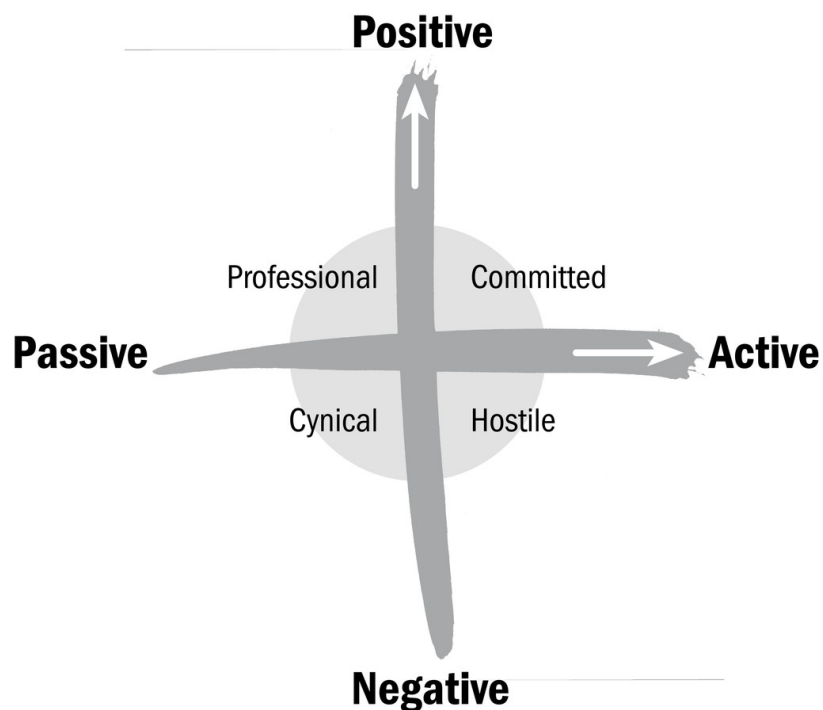 Positive
Professional Committed
Passive Active
Cynical Hostile
Negative